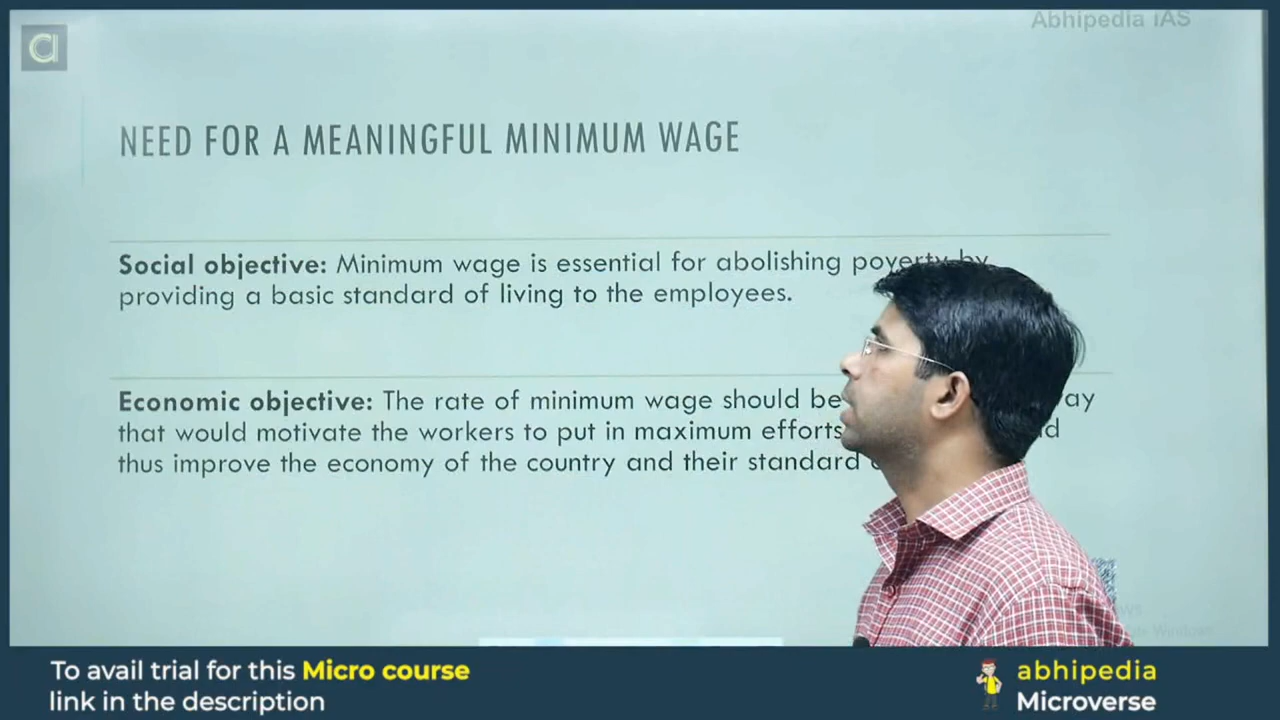 Abhipedia IAS
NEED FOR A MEANINGFUL MINIMUM WAGE
Social objective: Minimum wage is essential for abolishing poverty by
providing a basic standard of living to the employees.
Economic objective: The rate of minimum wage should be
that would motivate the workers to put in maximum efforts
thus improve the economy of the country and their standard
To avail trial for this Micro course
link in the description
abhipedia
Microverse